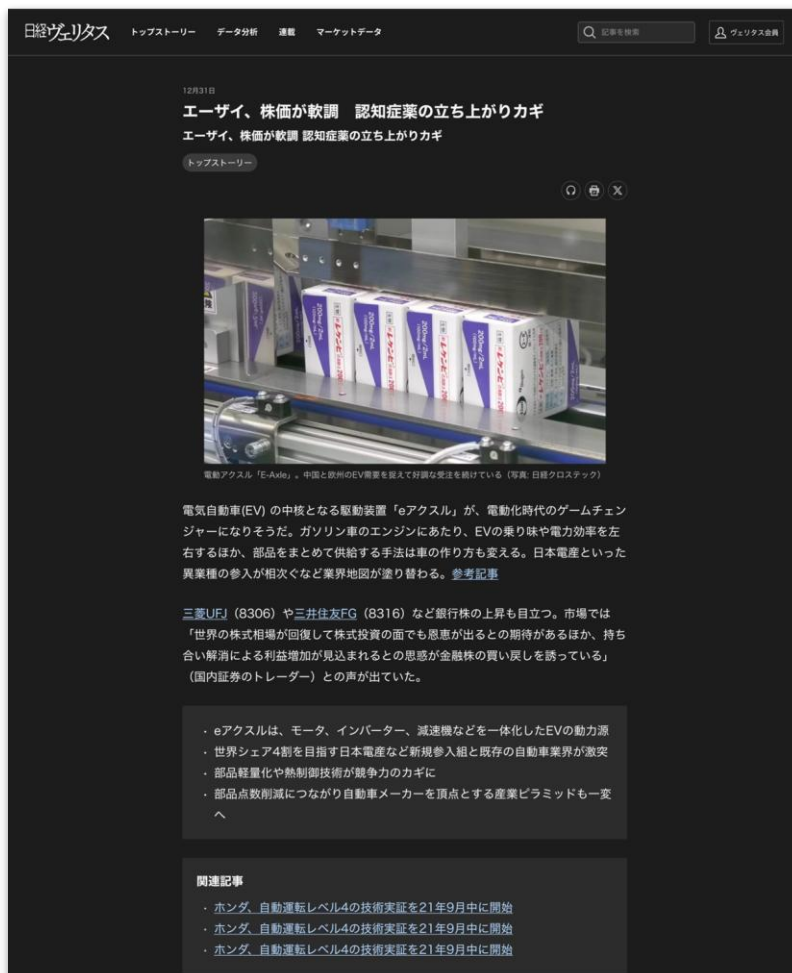 日経ヴェリタス
トップストーリー データ分析 連載 マーケットデータ
記事を検索
ヴェリタス会員
12月31日
エーザイ、株価が軟調 認知症薬の立ち上がりカギ
エーザイ、株価が軟調 認知症薬の立ち上がりカギ
トップストーリー
200mg/2mL
レケンビ
200mg/2mL
レケンビ
200mg/2mL
レケンビ
200mg/2mL
レケンビ
電動アクスル「E-Axle」。中国と欧州のEV需要を捉えて好調な受注を続けている（写真: 日経クロステック）
電気自動車(EV) の中核となる駆動装置「eアクスル」が、電動化時代のゲームチェン
ジャーになりそうだ。ガソリン車のエンジンにあたり、EVの乗り味や電力効率を左
右するほか、部品をまとめて供給する手法は車の作り方も変える。日本電産といった
異業種の参入が相次ぐなど業界地図が塗り替わる。参考記事
三菱UFJ（8306）や三井住友FG（8316）など銀行株の上昇も目立つ。市場では
「世界の株式相場が回復して株式投資の面でも恩恵が出るとの期待があるほか、持ち
合い解消による利益増加が見込まれるとの思惑が金融株の買い戻しを誘っている」
（国内証券のトレーダー）との声が出ていた。
・eアクスルは、モータ、インバーター、減速機などを一体化したEVの動力源
・世界シェア4割を目指す日本電産など新規参入組と既存の自動車業界が激突
・部品軽量化や熱制御技術が競争力のカギに
・部品点数削減につながり自動車メーカーを頂点とする産業ピラミッドも一変
へ
関連記事
・ホンダ、自動運転レベル4の技術実証を21年9月中に開始
・ホンダ、自動運転レベル4の技術実証を21年9月中に開始
・ホンダ、自動運転レベル4の技術実証を21年9月中に開始